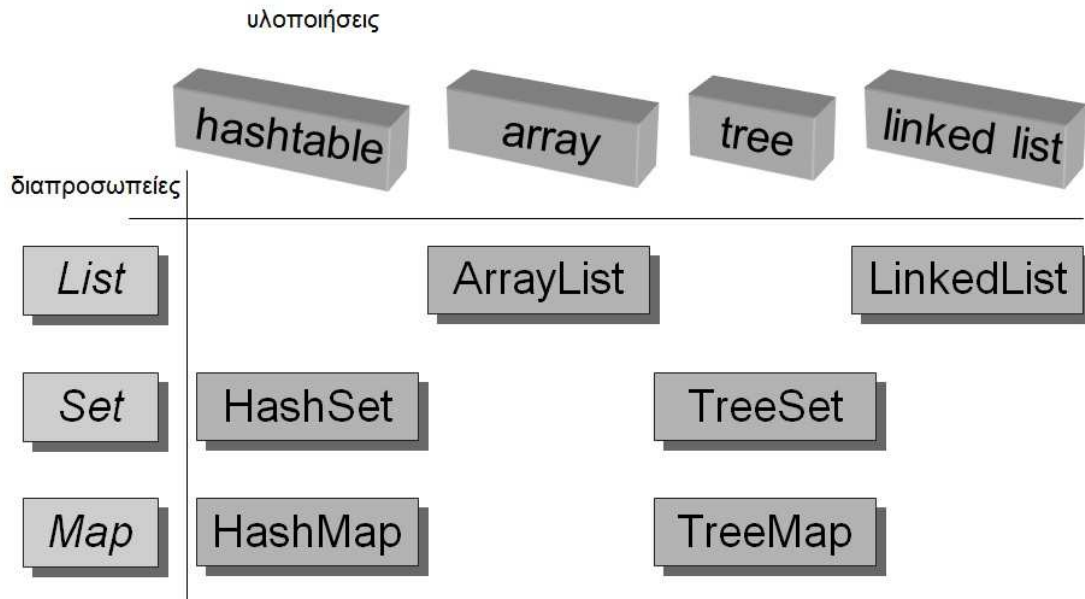 υλοποιήσεις
hashtable array tree linked list
διαπροσωπείες
List ArrayList LinkedList
Set HashSet TreeSet
Map HashMap TreeMap